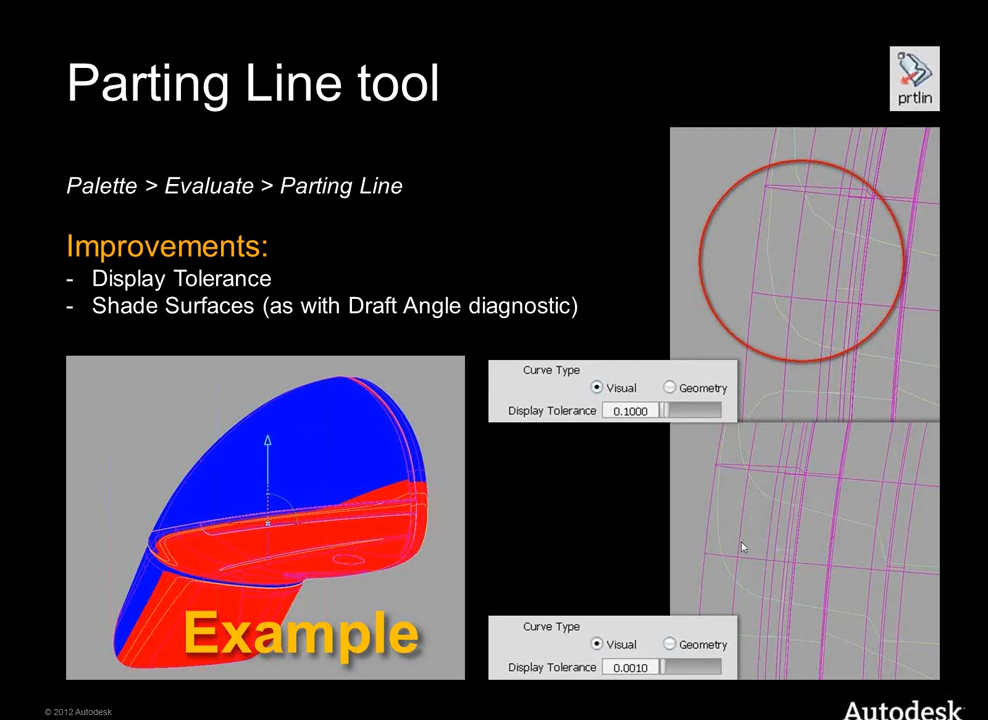 Parting Line tool
prtlin
Palette > Evaluate > Parting Line
Improvements:
- Display Tolerance
- Shade Surfaces (as with Draft Angle diagnostic)
Curve Type
Visual Geometry
Display Tolerance 0.1000
Example
Curve Type
Visual Geometry
Display Tolerance 0.0010
© 2012 Autodesk
Autodesk